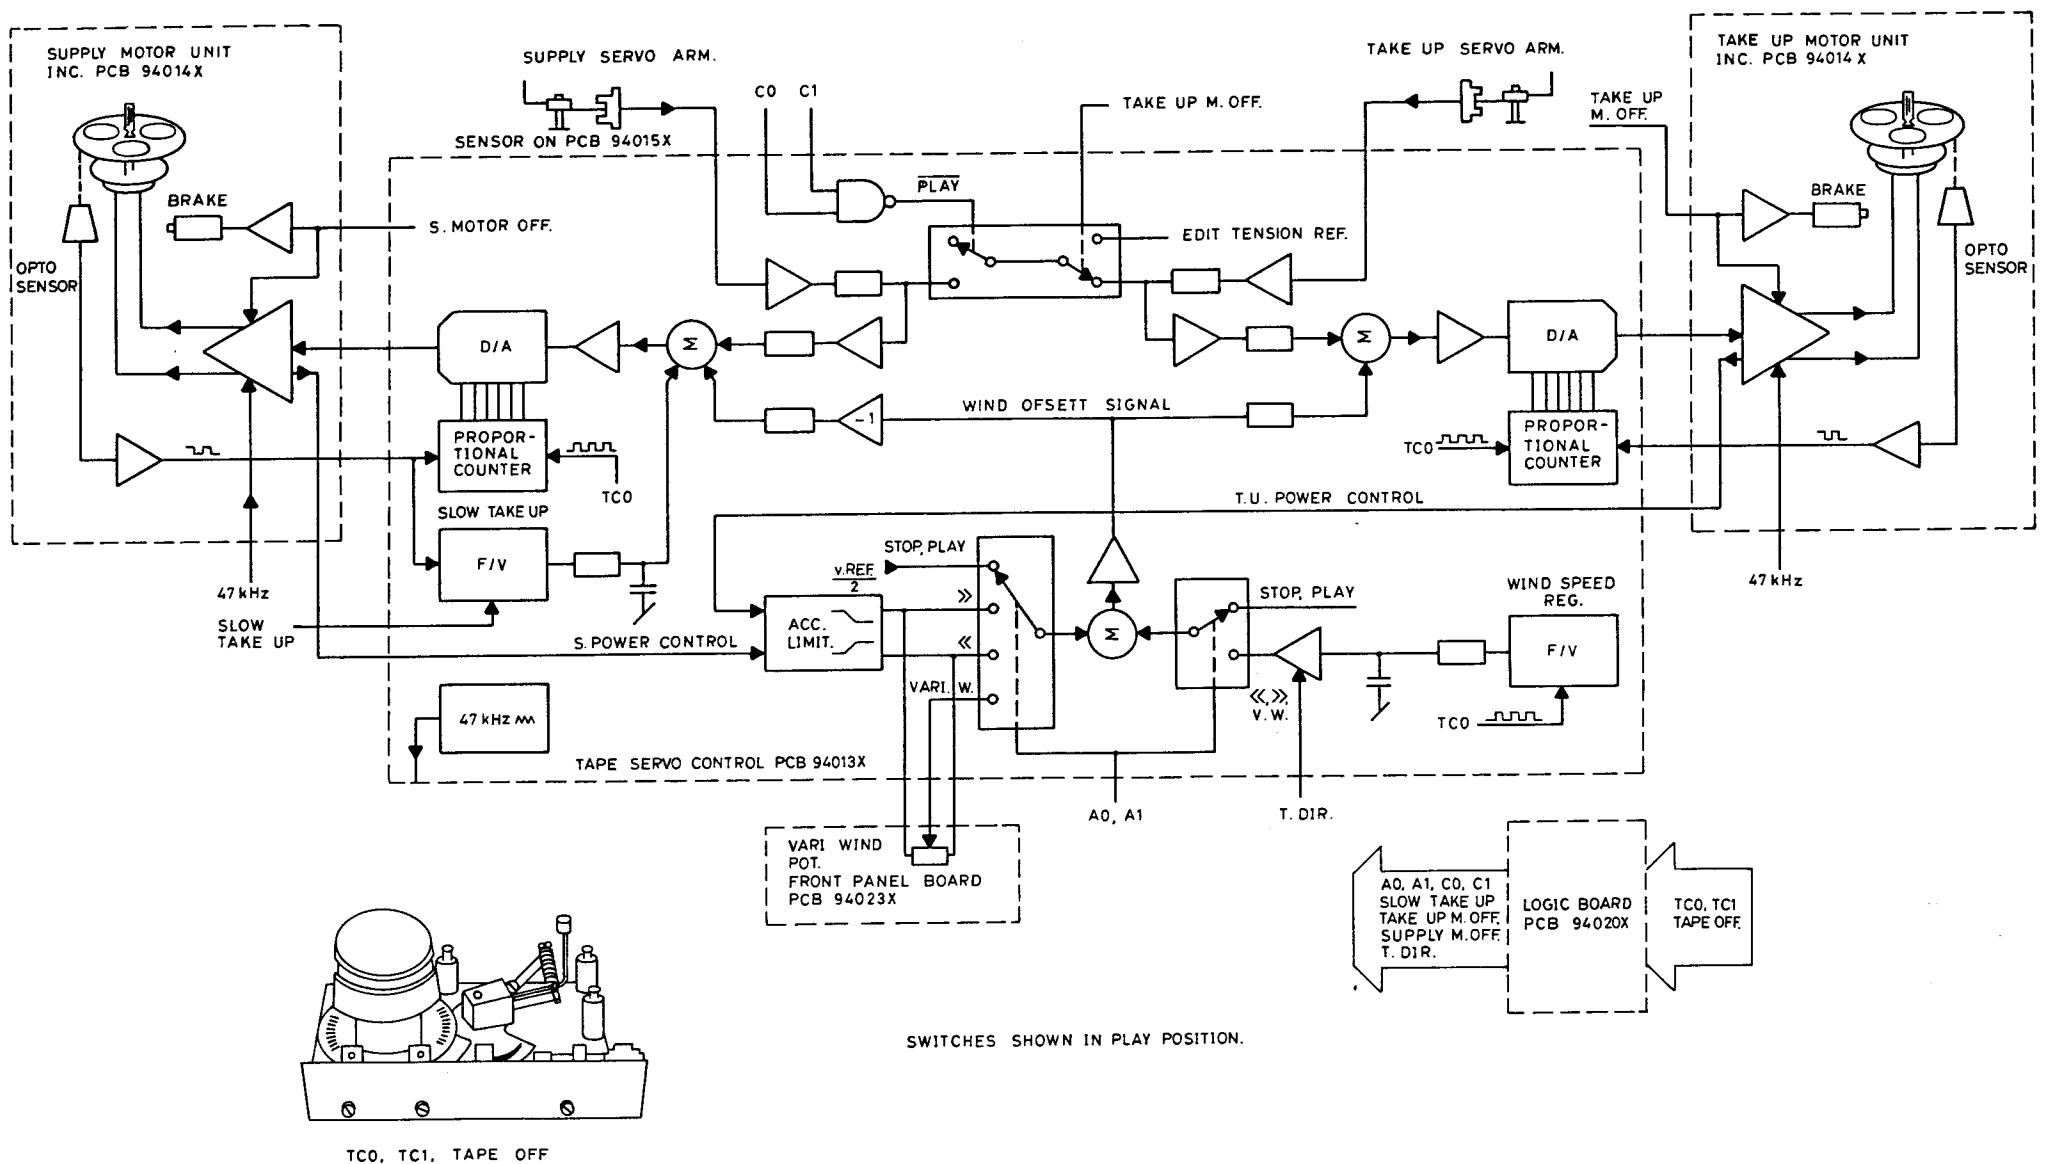 SUPPLY MOTOR UNIT
INC. PCB 94014X
SUPPLY SERVO ARM.
C0 C1
TAKE UP M. OFF.
TAKE UP SERVO ARM.
TAKE UP MOTOR UNIT
INC. PCB 94014X
TAKE UP
M. OFF.
SENSOR ON PCB 94015X
PLAY
BRAKE
S. MOTOR OFF.
EDIT TENSION REF.
BRAKE
OPTO
SENSOR
OPTO
SENSOR
D/A
Σ
Σ
D/A
-1
WIND OFSETT SIGNAL
PROPOR-
TIONAL
COUNTER
TC0
TC0
PROPOR-
TIONAL
COUNTER
T.U. POWER CONTROL
SLOW TAKE UP
F/V
STOP, PLAY
V.REF.
2
47 kHz
SLOW
TAKE UP
S. POWER CONTROL
ACC.
LIMIT.
»
«
VARI. W.
Σ
STOP, PLAY
«, »,
V. W.
WIND SPEED
REG.
F/V
TC0
47 kHz
47 kHz
TAPE SERVO CONTROL PCB 94013X
A0, A1
T. DIR.
VARI WIND
POT.
FRONT PANEL BOARD
PCB 94023X
A0, A1, C0, C1
SLOW TAKE UP
TAKE UP M. OFF.
SUPPLY M. OFF.
T. DIR.
LOGIC BOARD
PCB 94020X
TC0, TC1
TAPE OFF.
SWITCHES SHOWN IN PLAY POSITION.
TC0, TC1, TAPE OFF